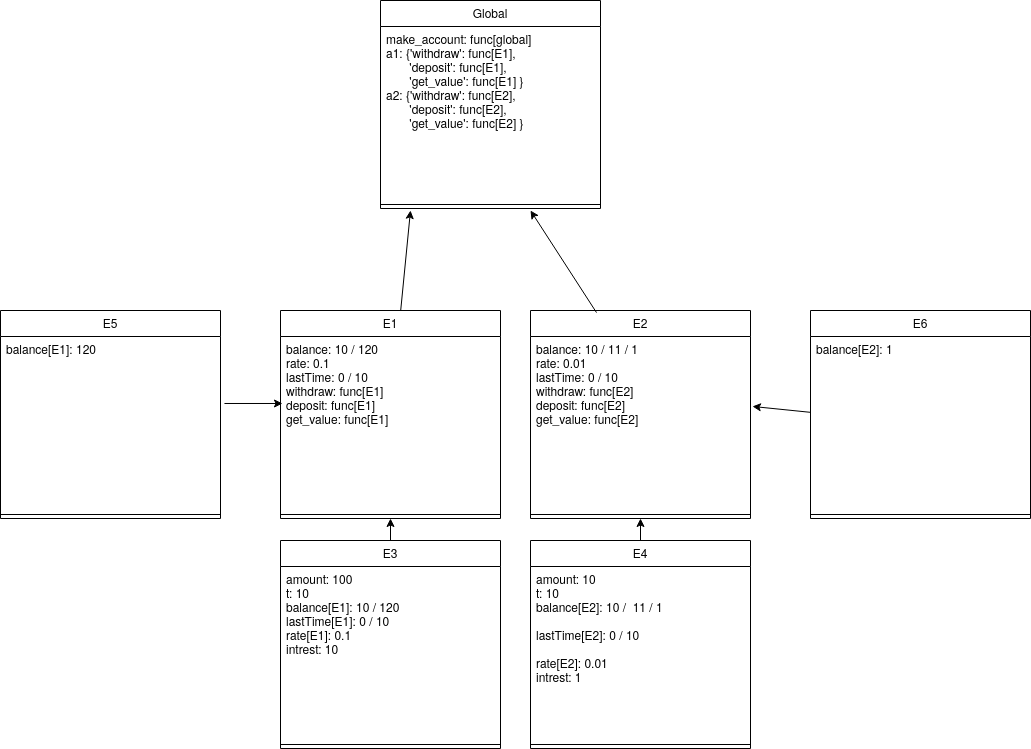 Global
make_account: func[global]
a1: {'withdraw': func[E1],
'deposit': func[E1],
'get_value': func[E1] }
a2: {'withdraw': func[E2],
'deposit': func[E2],
'get_value': func[E2] }
E5
balance[E1]: 120
E1
balance: 10 / 120
rate: 0.1
lastTime: 0 / 10
withdraw: func[E1]
deposit: func[E1]
get_value: func[E1]
E2
balance: 10 / 11 / 1
rate: 0.01
lastTime: 0 / 10
withdraw: func[E2]
deposit: func[E2]
get_value: func[E2]
E6
balance[E2]: 1
E3
amount: 100
t: 10
balance[E1]: 10 / 120
lastTime[E1]: 0 / 10
rate[E1]: 0.1
intrest: 10
E4
amount: 10
t: 10
balance[E2]: 10 /  11 / 1
lastTime[E2]: 0 / 10
rate[E2]: 0.01
intrest: 1